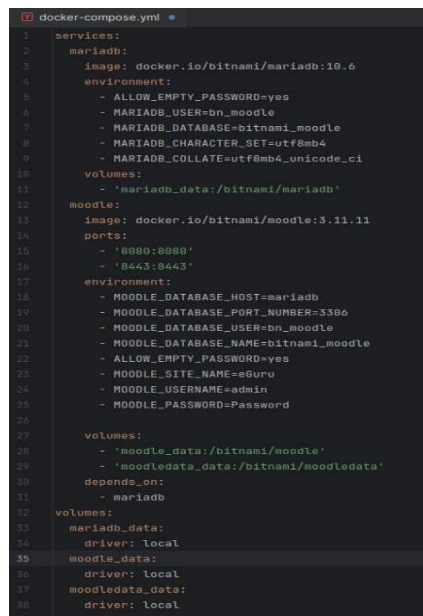 docker-compose.yml
1 services:
2   mariadb:
3     image: docker.io/bitnami/mariadb:10.6
4     environment:
5       - ALLOW_EMPTY_PASSWORD=yes
6       - MARIADB_USER=bn_moodle
7       - MARIADB_DATABASE=bitnami_moodle
8       - MARIADB_CHARACTER_SET=utf8mb4
9       - MARIADB_COLLATE=utf8mb4_unicode_ci
10     volumes:
11       - 'mariadb_data:/bitnami/mariadb'
12   moodle:
13     image: docker.io/bitnami/moodle:3.11.11
14     ports:
15       - '8080:8080'
16       - '8443:8443'
17     environment:
18       - MOODLE_DATABASE_HOST=mariadb
19       - MOODLE_DATABASE_PORT_NUMBER=3306
20       - MOODLE_DATABASE_USER=bn_moodle
21       - MOODLE_DATABASE_NAME=bitnami_moodle
22       - ALLOW_EMPTY_PASSWORD=yes
23       - MOODLE_SITE_NAME=eGuru
24       - MOODLE_USERNAME=admin
25       - MOODLE_PASSWORD=Password
26
27     volumes:
28       - 'moodle_data:/bitnami/moodle'
29       - 'moodledata_data:/bitnami/moodledata'
30     depends_on:
31       - mariadb
32 volumes:
33   mariadb_data:
34     driver: local
35   moodle_data:
36     driver: local
37   moodledata_data:
38     driver: local